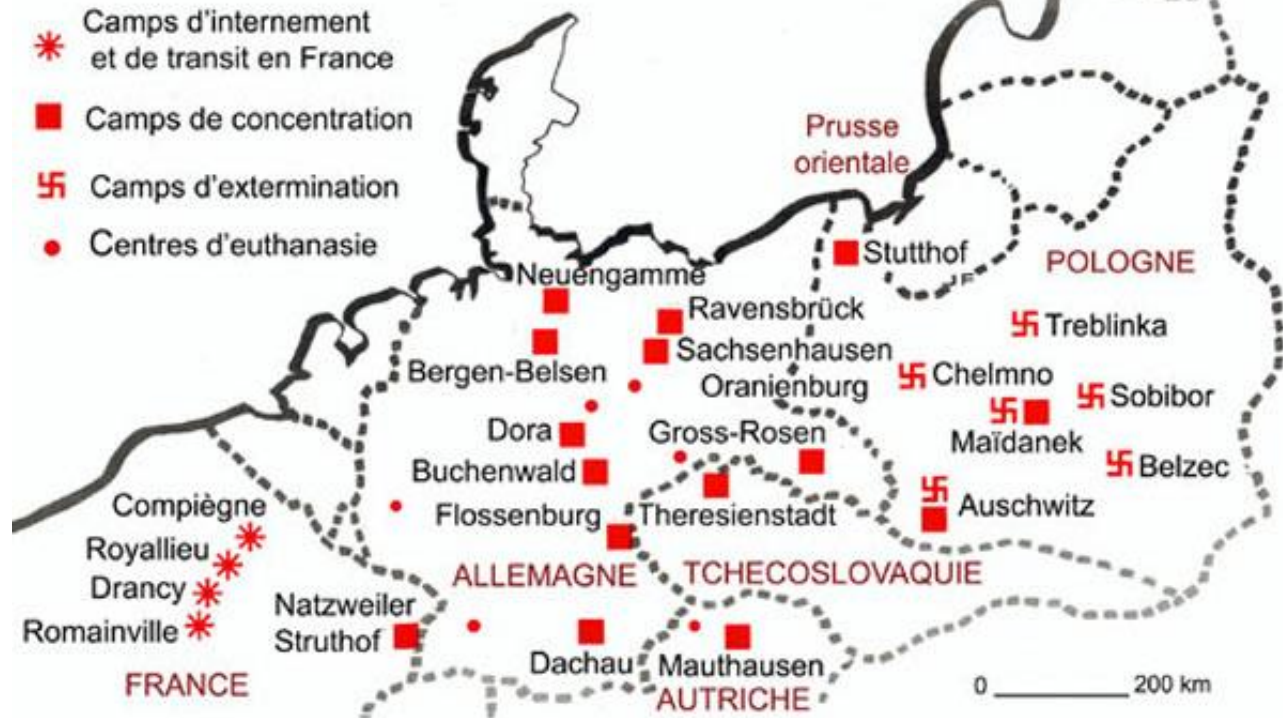 Camps d'internement
et de transit en France
Camps de concentration
Camps d'extermination
Centres d'euthanasie
Prusse
orientale
Stutthof
POLOGNE
Neuengamme
Ravensbrück
Treblinka
Sachsenhausen
Bergen-Belsen
Oranienburg
Chelmno
Sobibor
Dora
Gross-Rosen
Maïdanek
Buchenwald
Belzec
Compiègne
Flossenburg
Theresienstadt
Auschwitz
Royallieu
ALLEMAGNE
TCHECOSLOVAQUIE
Drancy
Natzweiler
Struthof
Romainville
Dachau
Mauthausen
FRANCE
AUTRICHE
0 200 km